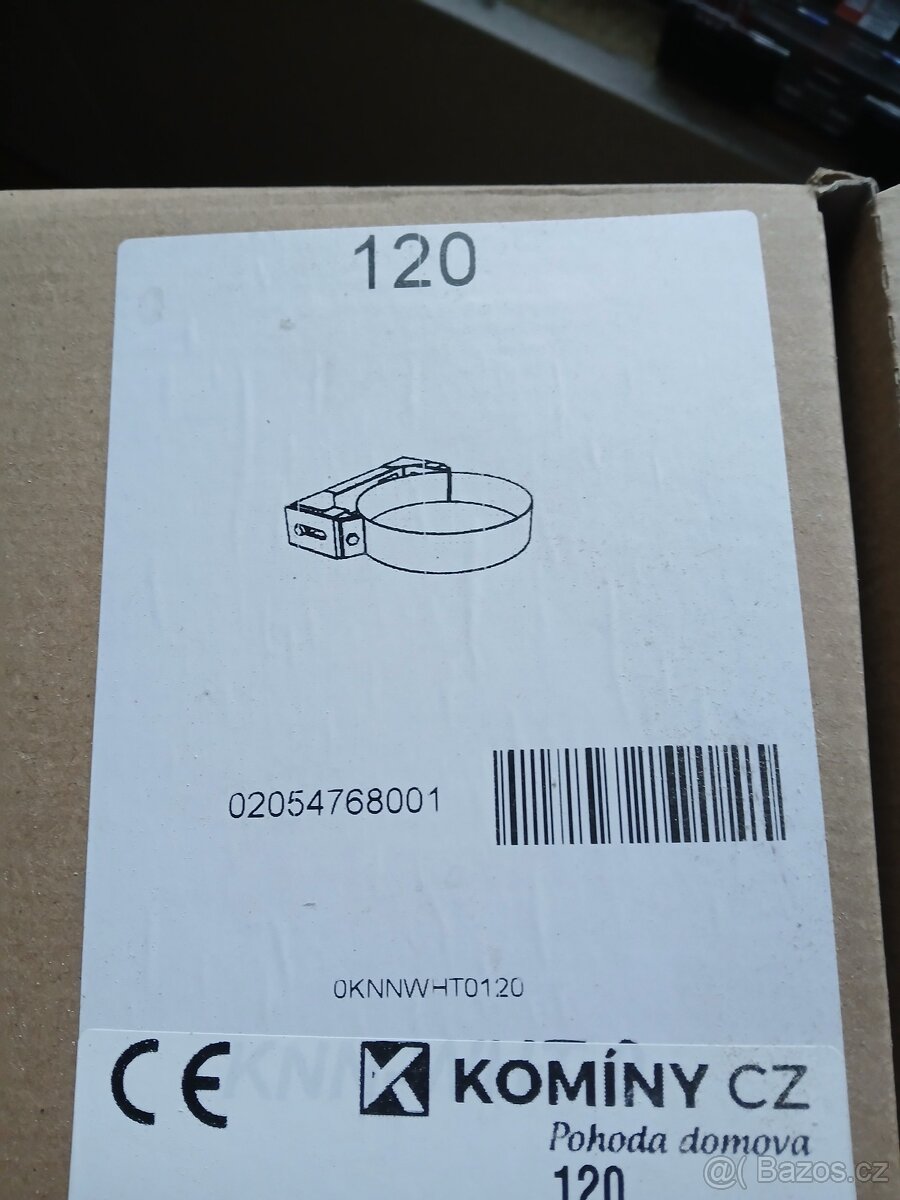 120
02054768001
0KNNWHT0120
CE KOMÍNY CZ
Pohoda domova
120
@( Bazos.cz